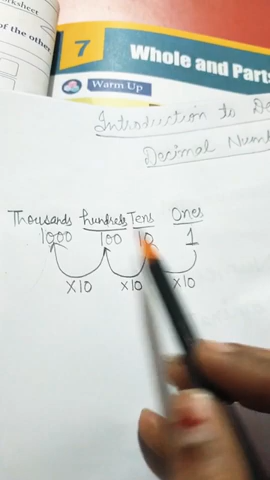 rksheet
of the other
7
Whole and Parts
Warm Up
Introduction to De
Decimal Num
Thousands hundreds Tens Ones
1000 100 10 1
x10 x10 x10